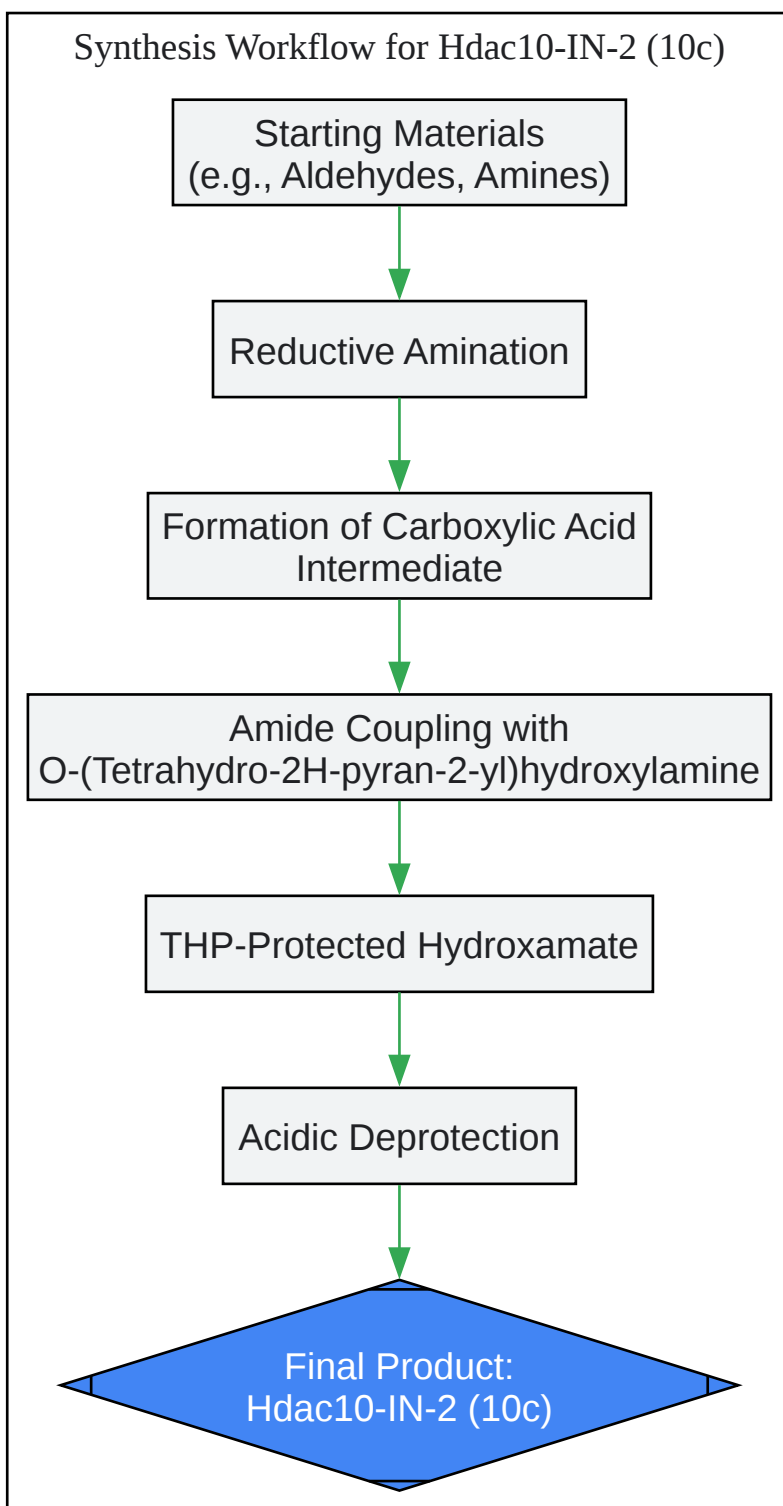 Synthesis Workflow for Hdac10-IN-2 (10c)
Starting Materials
(e.g., Aldehydes, Amines)
Reductive Amination
Formation of Carboxylic Acid
Intermediate
Amide Coupling with
O-(Tetrahydro-2H-pyran-2-yl)hydroxylamine
THP-Protected Hydroxamate
Acidic Deprotection
Final Product:
Hdac10-IN-2 (10c)